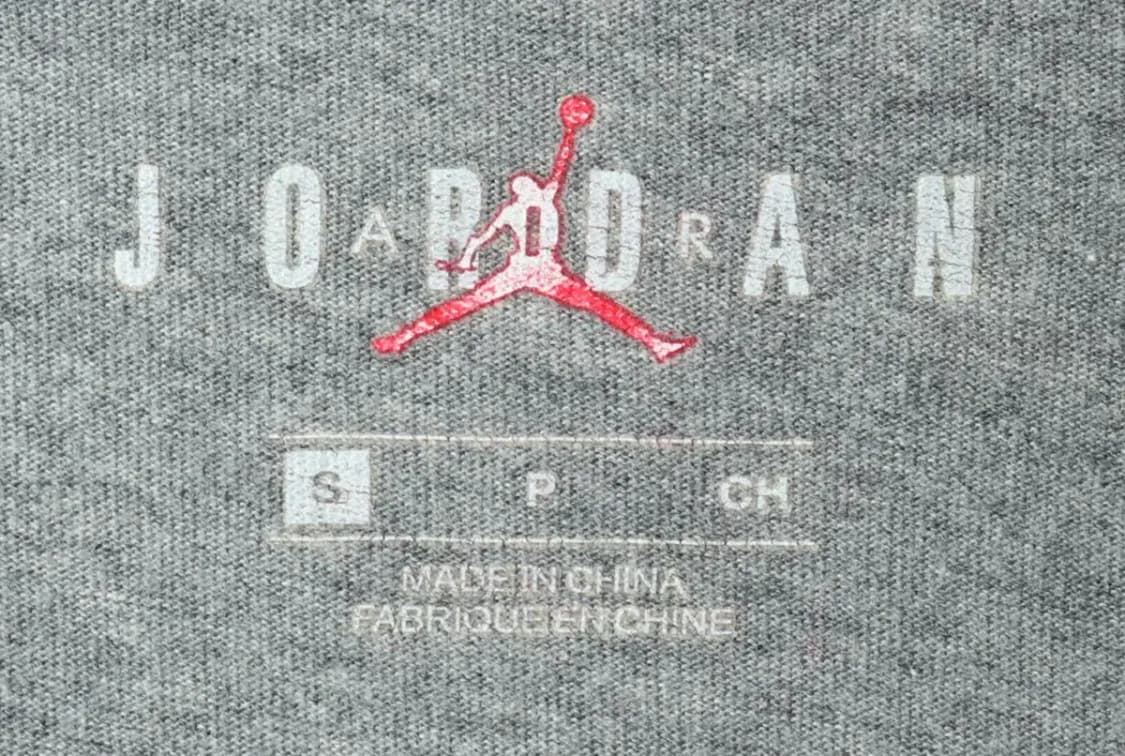 JORDAN
AIR
S P CH
MADE IN CHINA
FABRIQUE EN CHINE